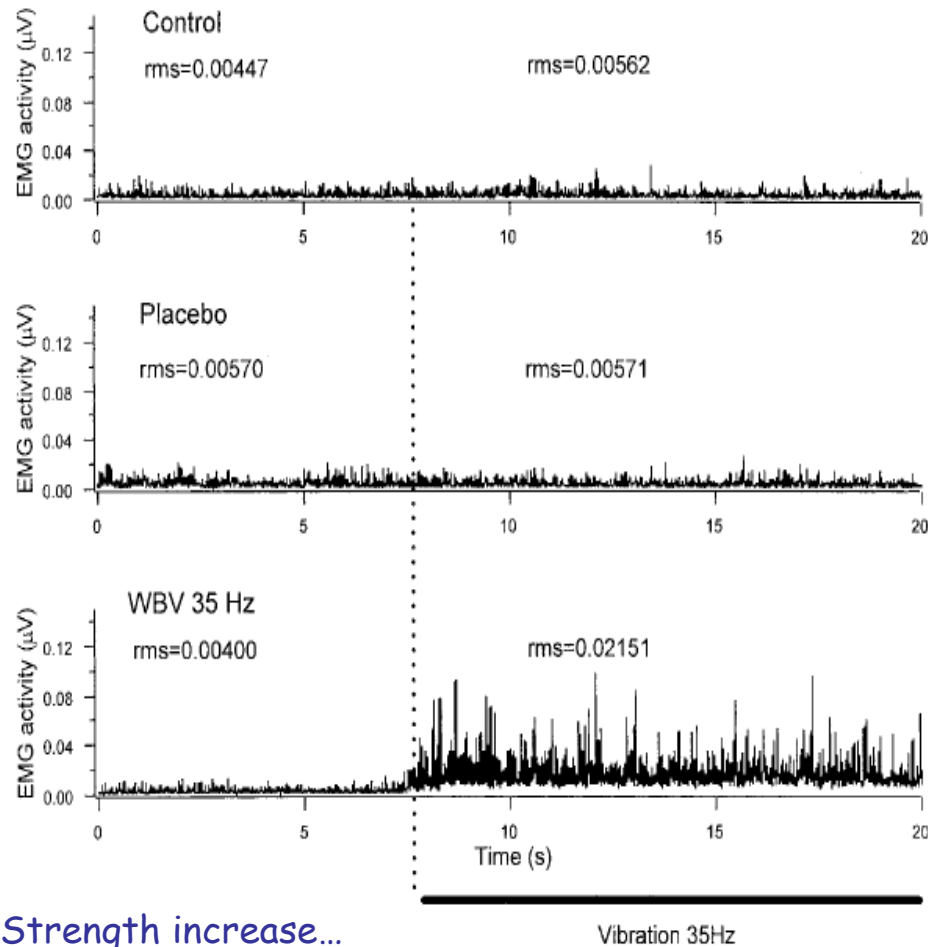 Control
rms=0.00447 rms=0.00562
EMG activity (µV)
0.12
0.08
0.04
0.00
0 5 10 15 20
Placebo
rms=0.00570 rms=0.00571
EMG activity (µV)
0.12
0.08
0.04
0.00
0 5 10 15 20
WBV 35 Hz
rms=0.00400 rms=0.02151
EMG activity (µV)
0.12
0.08
0.04
0.00
0 5 10 15 20
Time (s)
Strength increase...
Vibration 35Hz